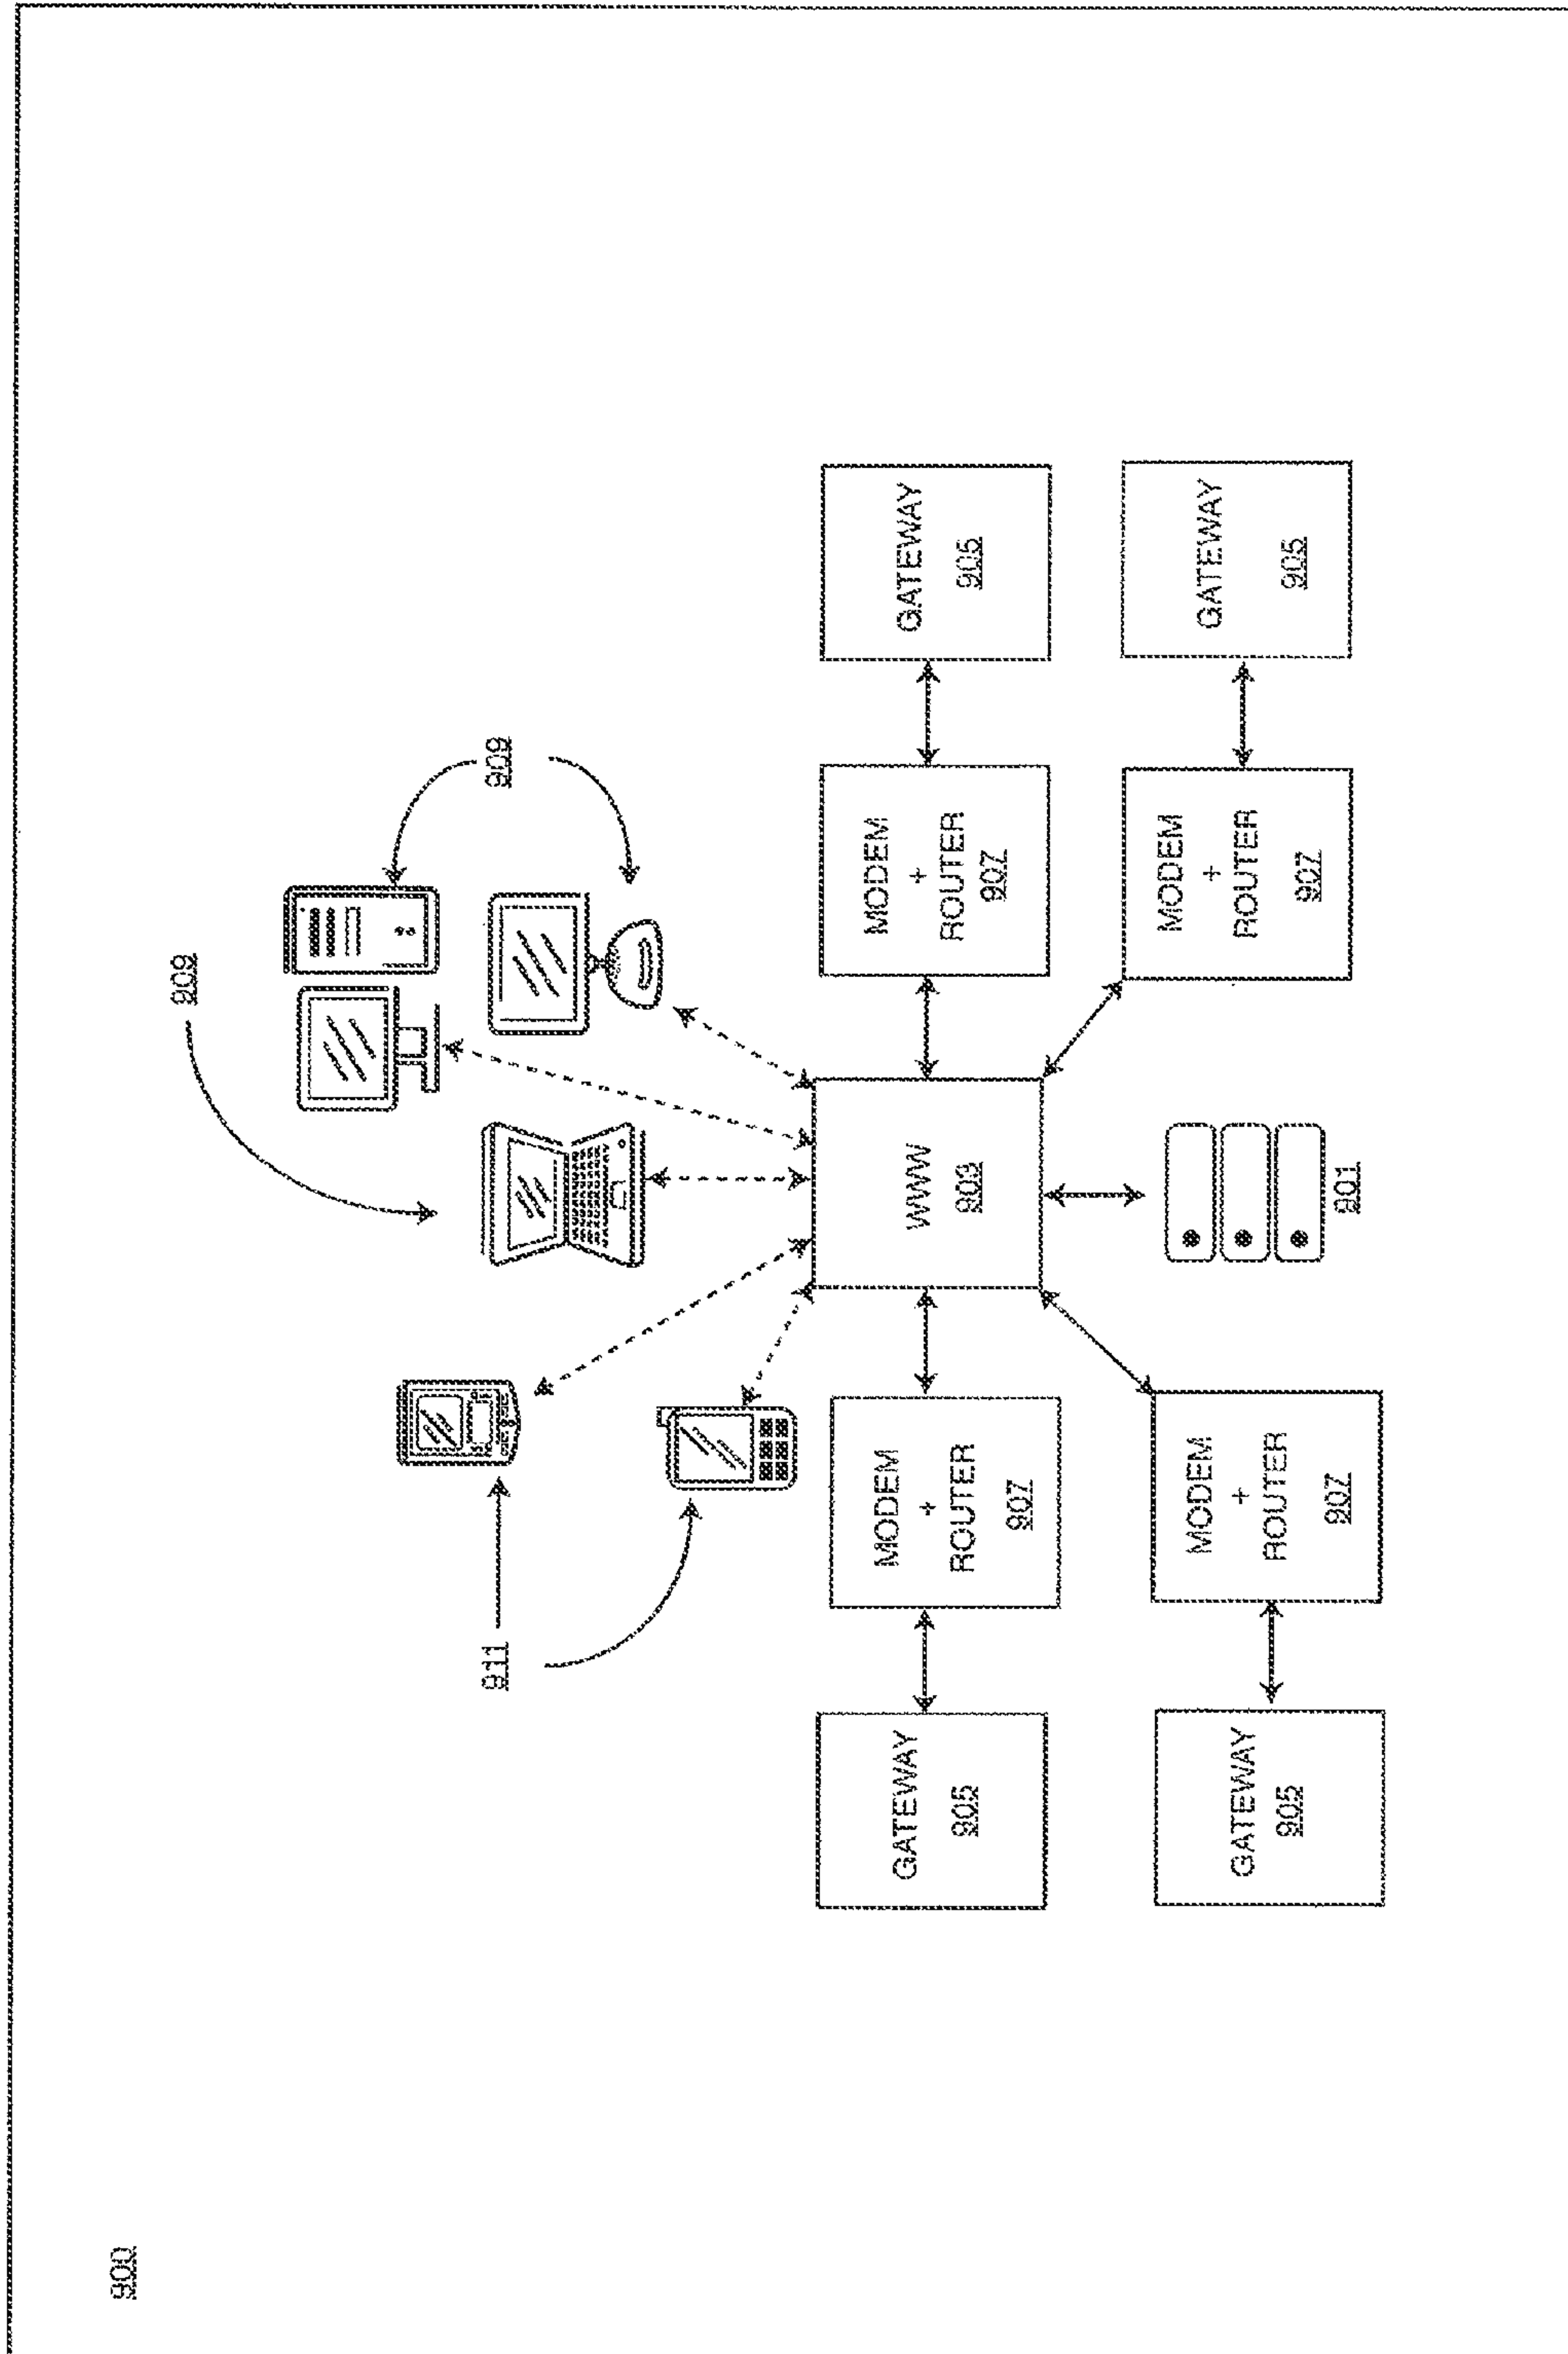 900
909
909
911
GATEWAY
905
MODEM
+
ROUTER
907
WWW
903
MODEM
+
ROUTER
907
GATEWAY
905
GATEWAY
905
MODEM
+
ROUTER
907
901
MODEM
+
ROUTER
907
GATEWAY
905